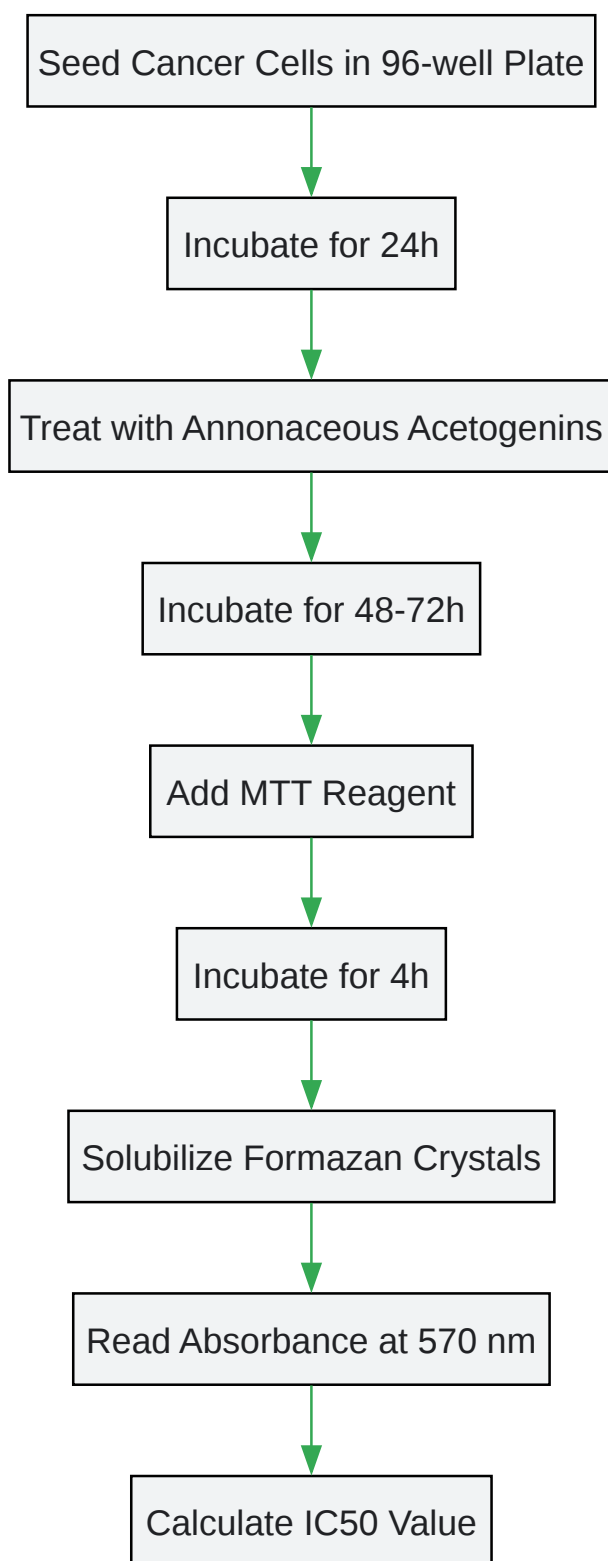 Seed Cancer Cells in 96-well Plate
Incubate for 24h
Treat with Annonaceous Acetogenins
Incubate for 48-72h
Add MTT Reagent
Incubate for 4h
Solubilize Formazan Crystals
Read Absorbance at 570 nm
Calculate IC50 Value